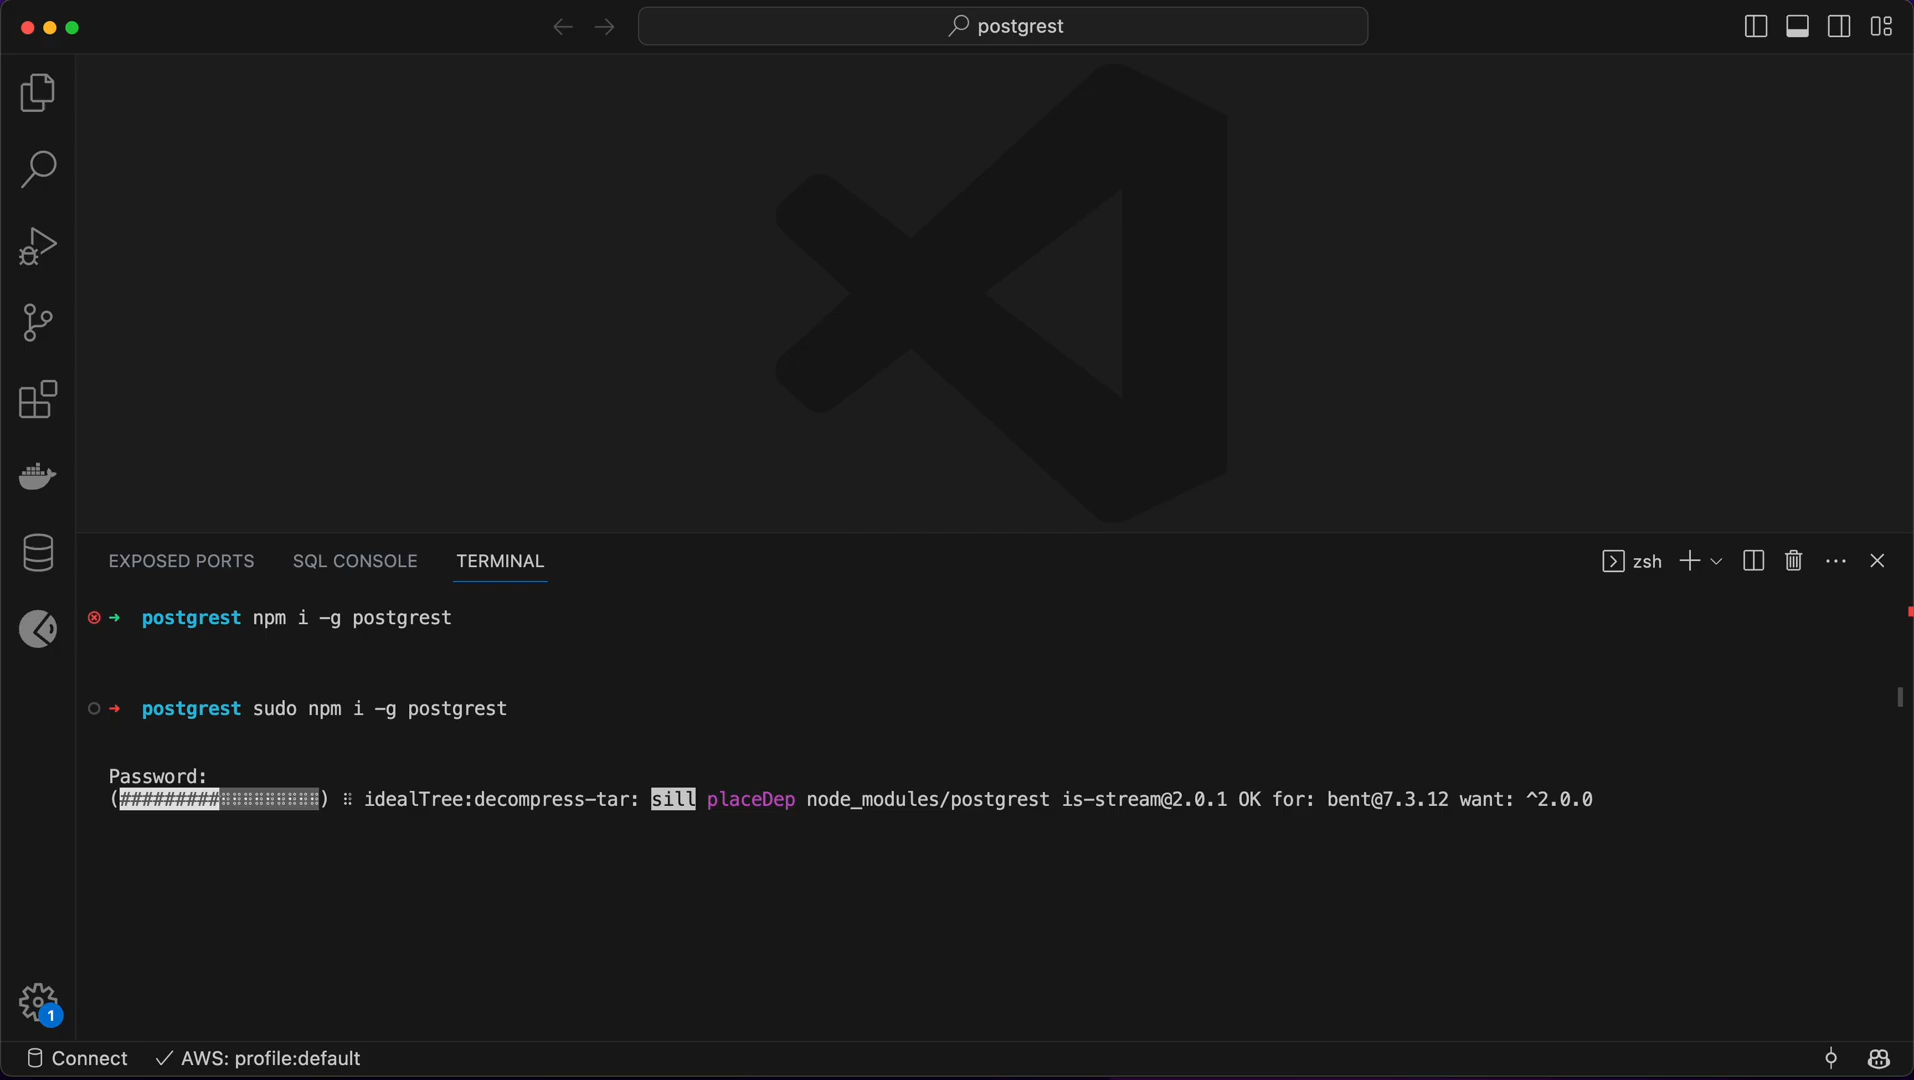 postgrest
EXPOSED PORTS SQL CONSOLE TERMINAL zsh
➜ postgrest npm i -g postgrest
➜ postgrest sudo npm i -g postgrest
Password:
(#########⠿⠿⠿⠿⠿⠿⠿⠿⠿) ⠿ idealTree:decompress-tar: sill placeDep node_modules/postgrest is-stream@2.0.1 OK for: bent@7.3.12 want: ^2.0.0
1
Connect AWS: profile:default